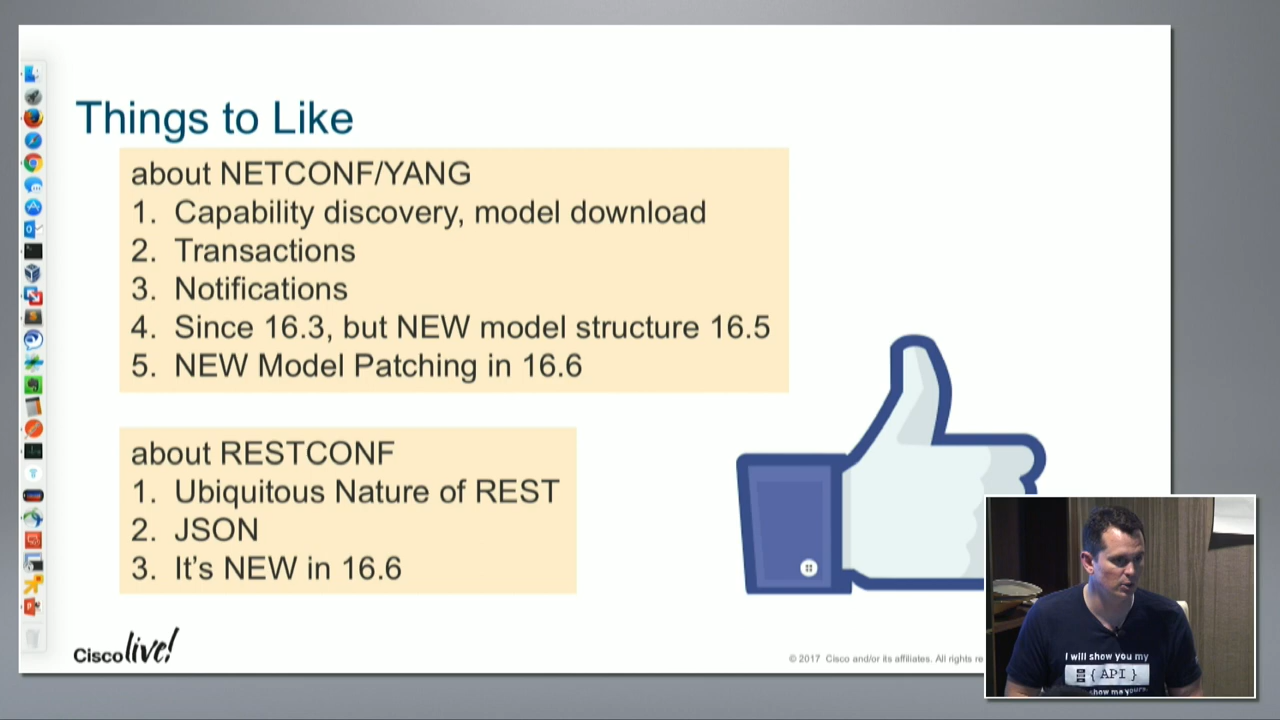 Things to Like
about NETCONF/YANG
1. Capability discovery, model download
2. Transactions
3. Notifications
4. Since 16.3, but NEW model structure 16.5
5. NEW Model Patching in 16.6
about RESTCONF
1. Ubiquitous Nature of REST
2. JSON
3. It's NEW in 16.6
Cisco live!
© 2017 Cisco and/or its affiliates. All rights re
I will show you my
{ API }
show me yours